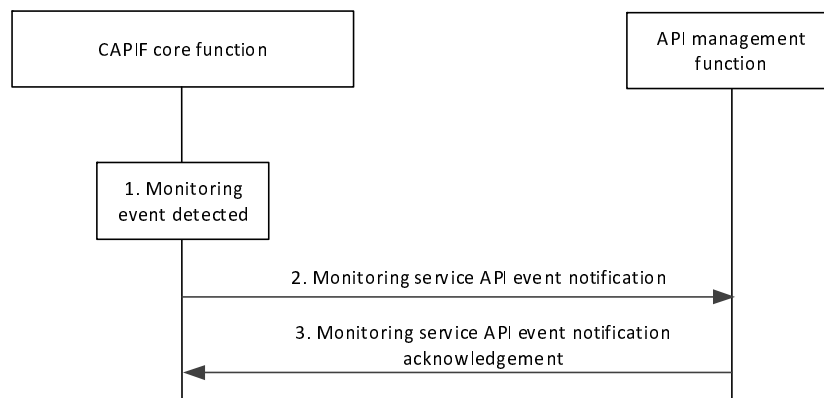 CAPIF core function
API management
function
1. Monitoring
event detected
2. Monitoring service API event notification
3. Monitoring service API event notification
acknowledgement